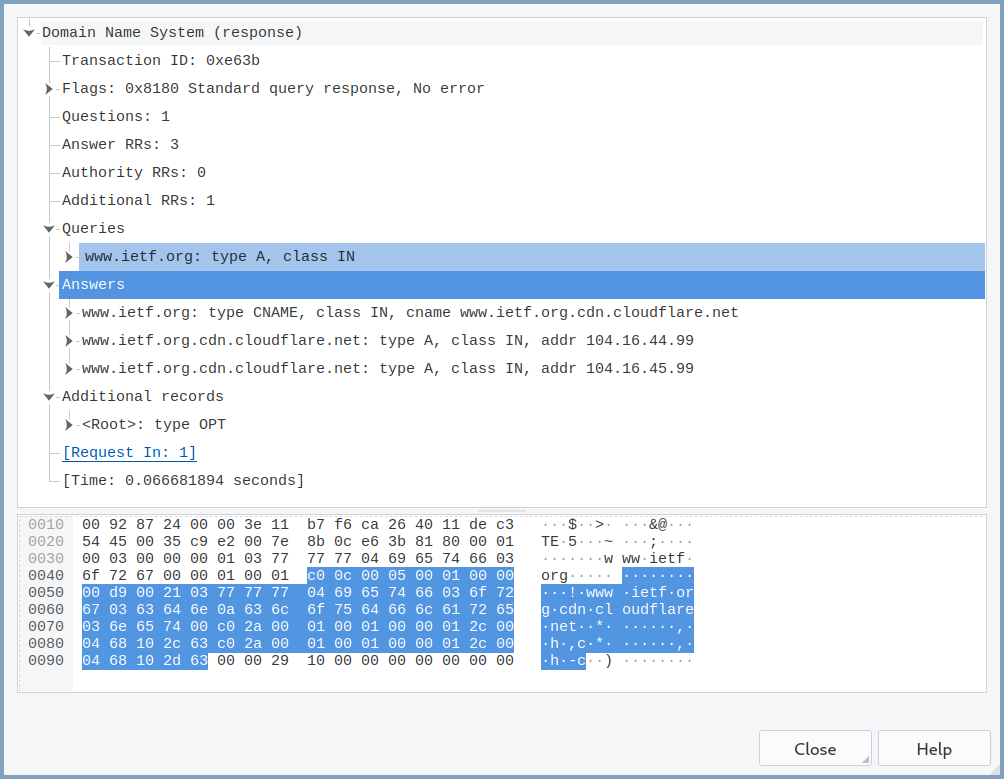 Domain Name System (response)
Transaction ID: 0xe63b
Flags: 0x8180 Standard query response, No error
Questions: 1
Answer RRs: 3
Authority RRs: 0
Additional RRs: 1
Queries
www.ietf.org: type A, class IN
Answers
www.ietf.org: type CNAME, class IN, cname www.ietf.org.cdn.cloudflare.net
www.ietf.org.cdn.cloudflare.net: type A, class IN, addr 104.16.44.99
www.ietf.org.cdn.cloudflare.net: type A, class IN, addr 104.16.45.99
Additional records
<Root>: type OPT
[Request In: 1]
[Time: 0.066681894 seconds]
0010 00 92 87 24 00 00 3e 11 b7 f6 ca 26 40 11 de c3 ···$··>· ···&@···
0020 54 45 00 35 c9 e2 00 7e 8b 0c e6 3b 81 80 00 01 TE·5···~ ···;····
0030 00 03 00 00 00 01 03 77 77 77 04 69 65 74 66 03 ·······w ww·ietf·
0040 6f 72 67 00 00 01 00 01 c0 0c 00 05 00 01 00 00 org····· ········
0050 00 d9 00 21 03 77 77 77 04 69 65 74 66 03 6f 72 ···!·www ·ietf·or
0060 67 03 63 64 6e 0a 63 6c 6f 75 64 66 6c 61 72 65 g·cdn·cl oudflare
0070 03 6e 65 74 00 c0 2a 00 01 00 01 00 00 01 2c 00 ·net··*· ······,·
0080 04 68 10 2c 63 c0 2a 00 01 00 01 00 00 01 2c 00 ·h·,c·*· ······,·
0090 04 68 10 2d 63 00 00 29 10 00 00 00 00 00 00 00 ·h·-c··) ········
Close Help